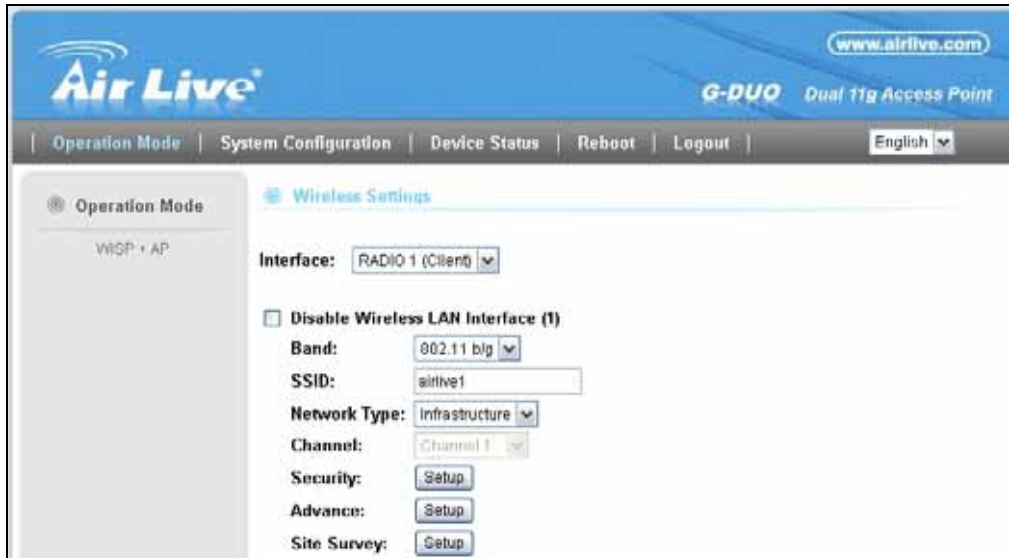 www.airlive.com
Air Live®
G-DUO Dual 11g Access Point
Operation Mode | System Configuration | Device Status | Reboot | Logout | English
Operation Mode
WISP + AP
Wireless Settings
Interface: RADIO 1 (Client)
Disable Wireless LAN Interface (1)
Band: 802.11 b/g
SSID: airlive1
Network Type: Infrastructure
Channel: Channel 1
Security: Setup
Advance: Setup
Site Survey: Setup